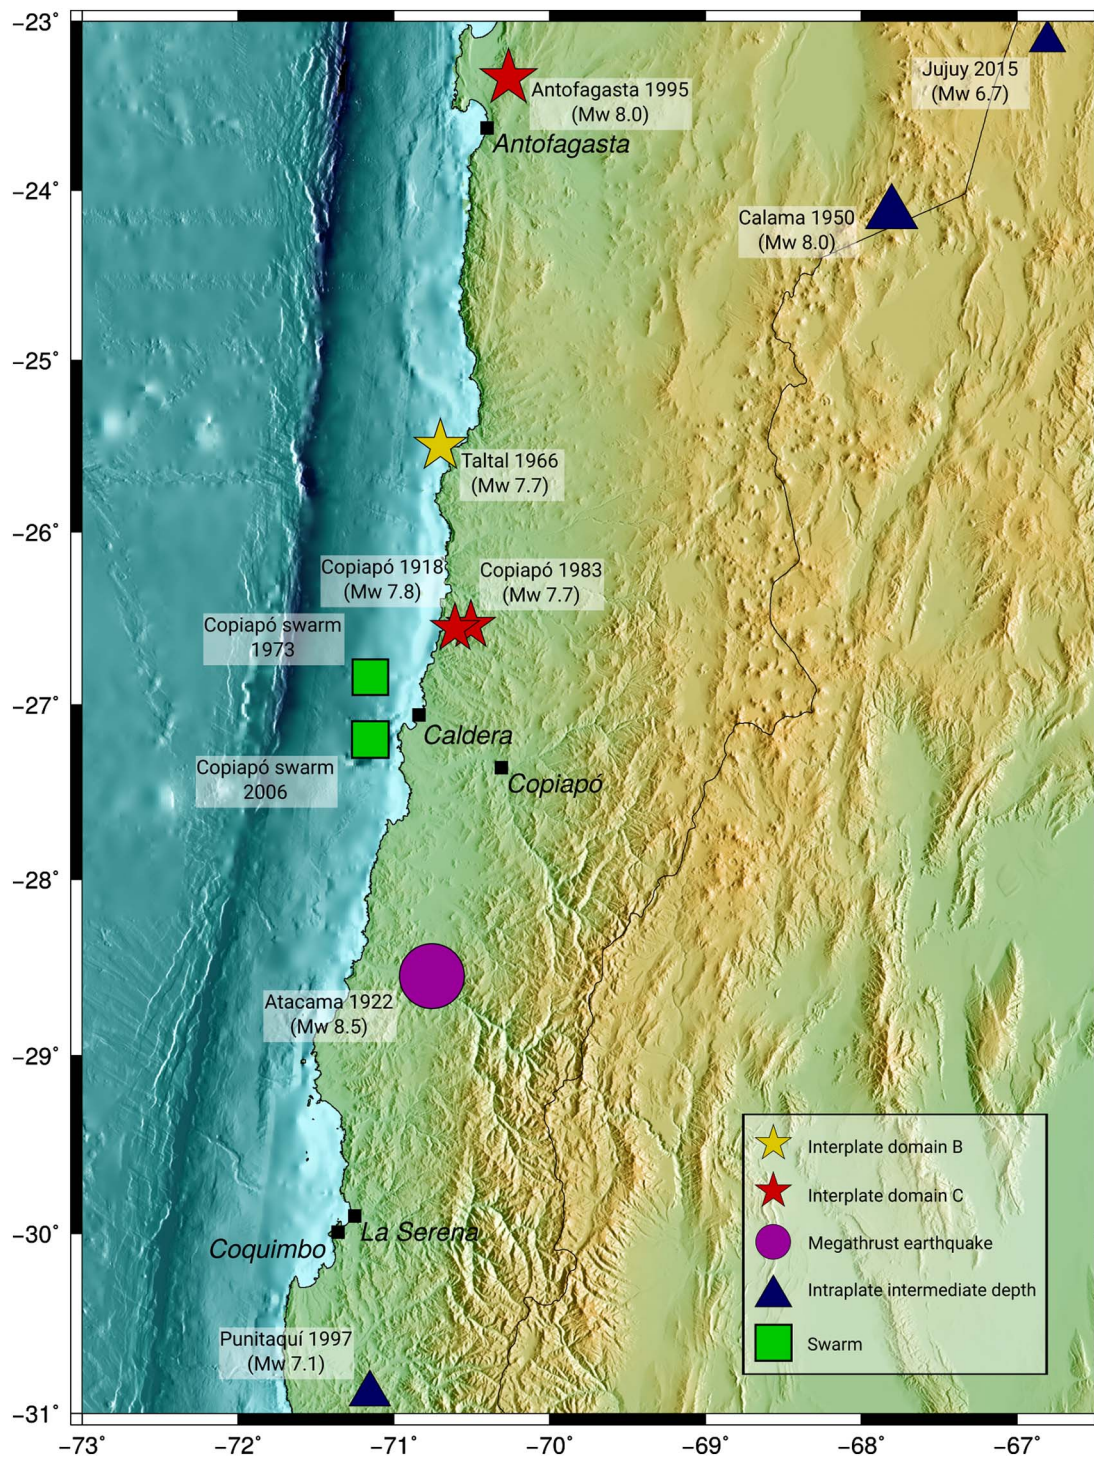 −23°
Jujuy 2015
(Mw 6.7)
Antofagasta 1995
(Mw 8.0)
Antofagasta
−24°
Calama 1950
(Mw 8.0)
−25°
Taltal 1966
(Mw 7.7)
−26°
Copiapó 1918
(Mw 7.8)
Copiapó 1983
(Mw 7.7)
Copiapó swarm
1973
−27°
Caldera
Copiapó swarm
2006
Copiapó
−28°
Atacama 1922
(Mw 8.5)
−29°
Interplate domain B
Interplate domain C
Megathrust earthquake
Intraplate intermediate depth
Swarm
−30°
La Serena
Coquimbo
Punitaquí 1997
(Mw 7.1)
−31°
−73° −72° −71° −70° −69° −68° −67°